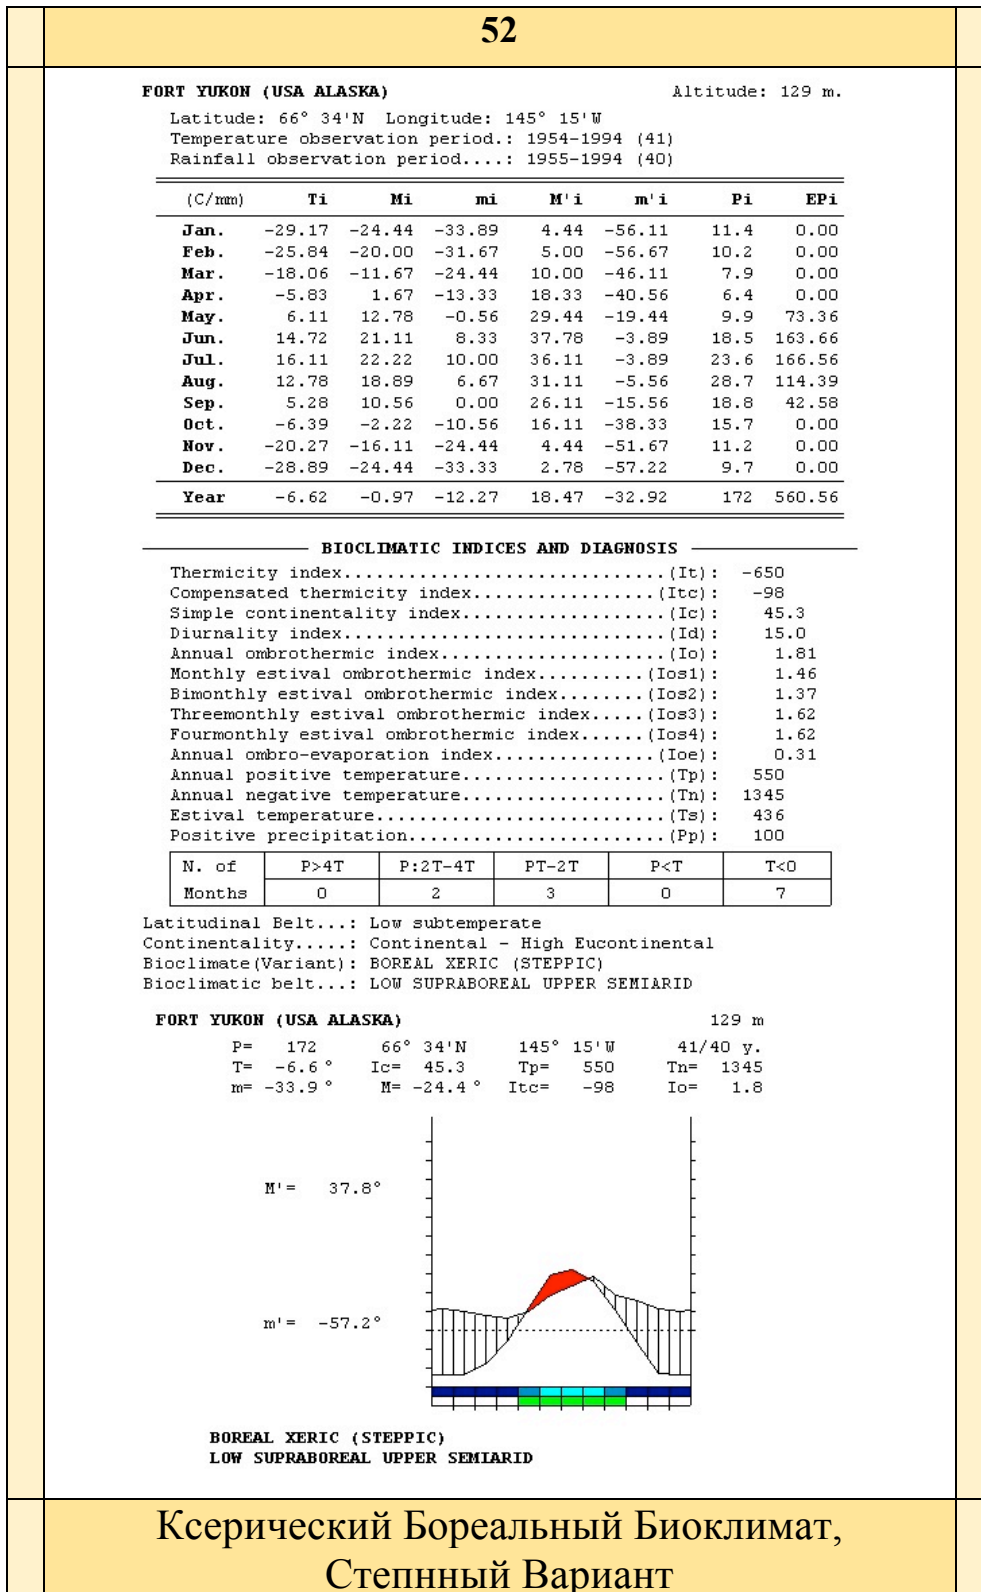 52
FORT YUKON (USA ALASKA) Altitude: 129 m.
Latitude: 66° 34'N Longitude: 145° 15'W
Temperature observation period.: 1954-1994 (41)
Rainfall observation period....: 1955-1994 (40)
(C/mm) Ti Mi mi M'i m'i Pi EPi
Jan. -29.17 -24.44 -33.89 4.44 -56.11 11.4 0.00
Feb. -25.84 -20.00 -31.67 5.00 -56.67 10.2 0.00
Mar. -18.06 -11.67 -24.44 10.00 -46.11 7.9 0.00
Apr. -5.83 1.67 -13.33 18.33 -40.56 6.4 0.00
May. 6.11 12.78 -0.56 29.44 -19.44 9.9 73.36
Jun. 14.72 21.11 8.33 37.78 -3.89 18.5 163.66
Jul. 16.11 22.22 10.00 36.11 -3.89 23.6 166.56
Aug. 12.78 18.89 6.67 31.11 -5.56 28.7 114.39
Sep. 5.28 10.56 0.00 26.11 -15.56 18.8 42.58
Oct. -6.39 -2.22 -10.56 16.11 -38.33 15.7 0.00
Nov. -20.27 -16.11 -24.44 4.44 -51.67 11.2 0.00
Dec. -28.89 -24.44 -33.33 2.78 -57.22 9.7 0.00
Year -6.62 -0.97 -12.27 18.47 -32.92 172 560.56
BIOCLIMATIC INDICES AND DIAGNOSIS
Thermicity index..............................(It): -650
Compensated thermicity index.................(Itc): -98
Simple continentality index...................(Ic): 45.3
Diurnality index..............................(Id): 15.0
Annual ombrothermic index.....................(Io): 1.81
Monthly estival ombrothermic index..........(Ios1): 1.46
Bimonthly estival ombrothermic index........(Ios2): 1.37
Threemonthly estival ombrothermic index.....(Ios3): 1.62
Fourmonthly estival ombrothermic index......(Ios4): 1.62
Annual ombro-evaporation index...............(Ioe): 0.31
Annual positive temperature...................(Tp): 550
Annual negative temperature...................(Tn): 1345
Estival temperature...........................(Ts): 436
Positive precipitation........................(Pp): 100
N. of P>4T P:2T-4T PT-2T P<T T<0
Months 0 2 3 0 7
Latitudinal Belt...: Low subtemperate
Continentality.....: Continental - High Eucontinental
Bioclimate(Variant): BOREAL XERIC (STEPPIC)
Bioclimatic belt...: LOW SUPRABOREAL UPPER SEMIARID
FORT YUKON (USA ALASKA) 129 m
P= 172 66° 34'N 145° 15'W 41/40 y.
T= -6.6° Ic= 45.3 Tp= 550 Tn= 1345
m= -33.9° M= -24.4° Itc= -98 Io= 1.8
M'= 37.8°
m'= -57.2°
BOREAL XERIC (STEPPIC)
LOW SUPRABOREAL UPPER SEMIARID
Ксерический Бореальный Биоклимат,
Степнный Вариант